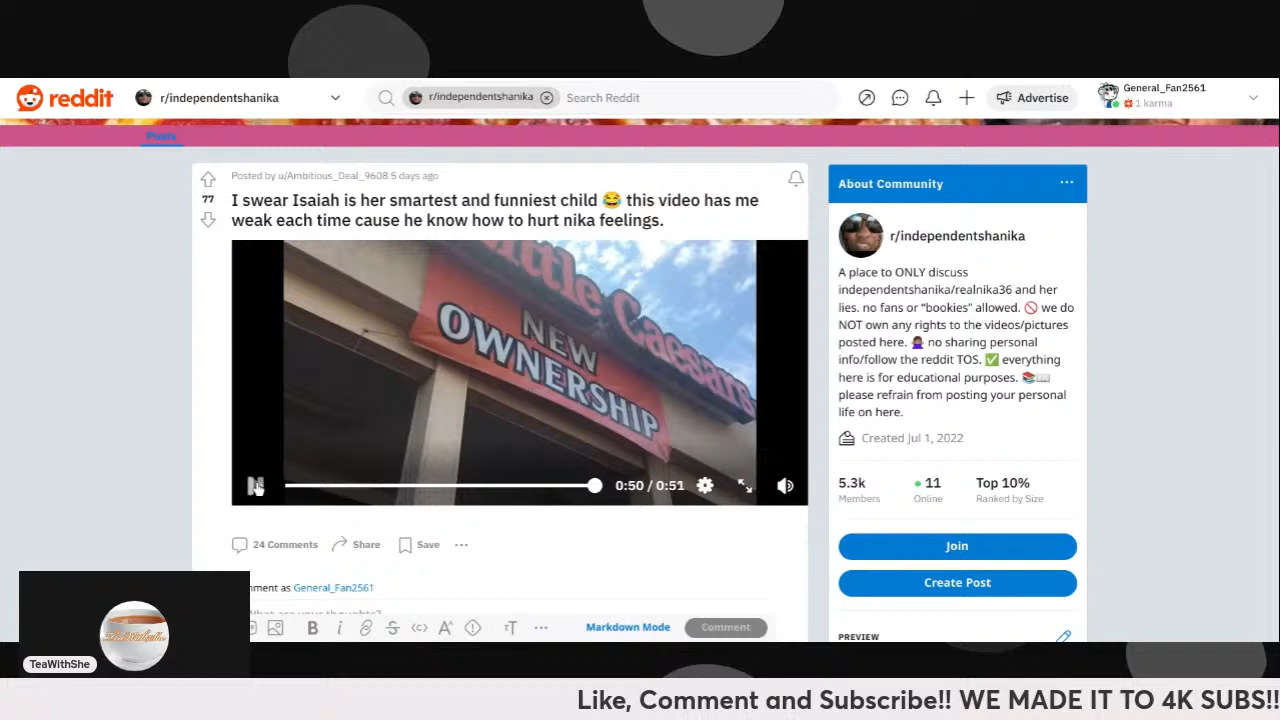 reddit
r/independentshanika
r/independentshanika
Search Reddit
Advertise
General_Fan2561
1 karma
Posts
Posted by u/Ambitious_Deal_9608 5 days ago
77
I swear Isaiah is her smartest and funniest child 😂 this video has me
weak each time cause he know how to hurt nika feelings.
Little Caesars
NEW
OWNERSHIP
0:50 / 0:51
24 Comments
Share
Save
mment as General_Fan2561
What are your thoughts?
B
i
Markdown Mode
Comment
About Community
r/independentshanika
A place to ONLY discuss
independentshanika/realnika36 and her
lies. no fans or “bookies” allowed. 🚫 we do
NOT own any rights to the videos/pictures
posted here. 🙅🏾‍♀️ no sharing personal
info/follow the reddit TOS. ✅ everything
here is for educational purposes. 📚📖
please refrain from posting your personal
life on here.
Created Jul 1, 2022
5.3k
Members
11
Online
Top 10%
Ranked by Size
Join
Create Post
PREVIEW
TeaWithShe
TeaWithShe
Like, Comment and Subscribe!! WE MADE IT TO 4K SUBS!!